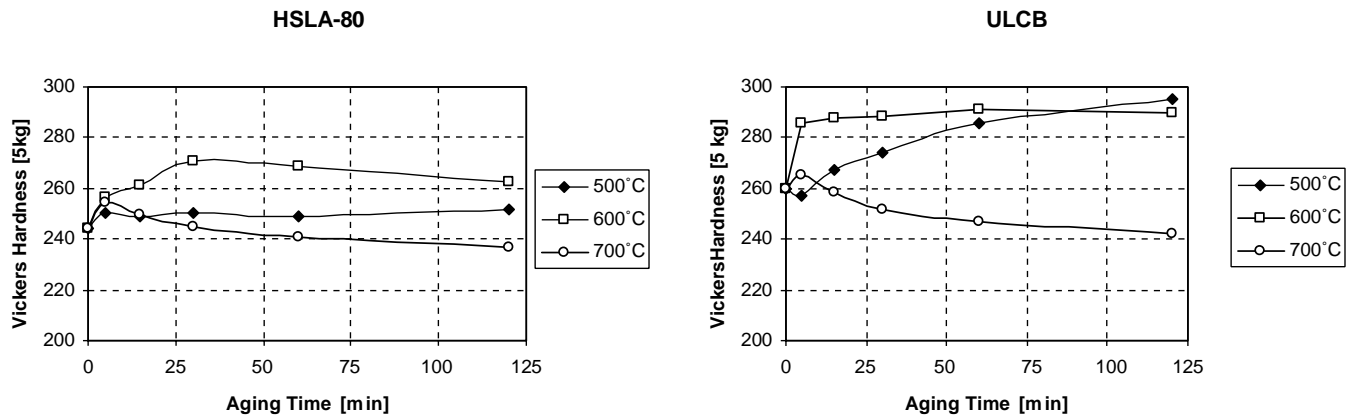 HSLA-80
300
280
260
240
220
200
0 25 50 75 100 125
Vickers Hardness [5kg]
Aging Time [min]
500˚C
600˚C
700˚C
ULCB
300
280
260
240
220
200
0 25 50 75 100 125
VickersHardness [5 kg]
Aging Time [min]
500˚C
600˚C
700˚C